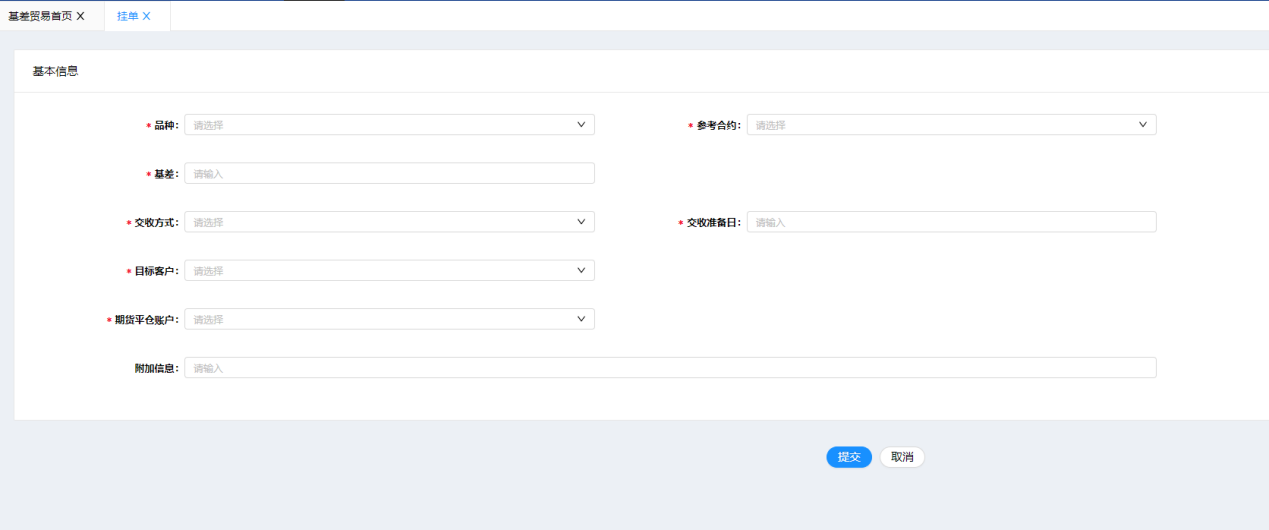 基差贸易首页 X 挂单 X
基本信息
* 品种： 请选择 * 参考合约： 请选择
* 基差： 请输入
* 交收方式： 请选择 * 交收准备日： 请输入
* 目标客户： 请选择
* 期货平仓账户： 请选择
附加信息： 请输入
提交 取消